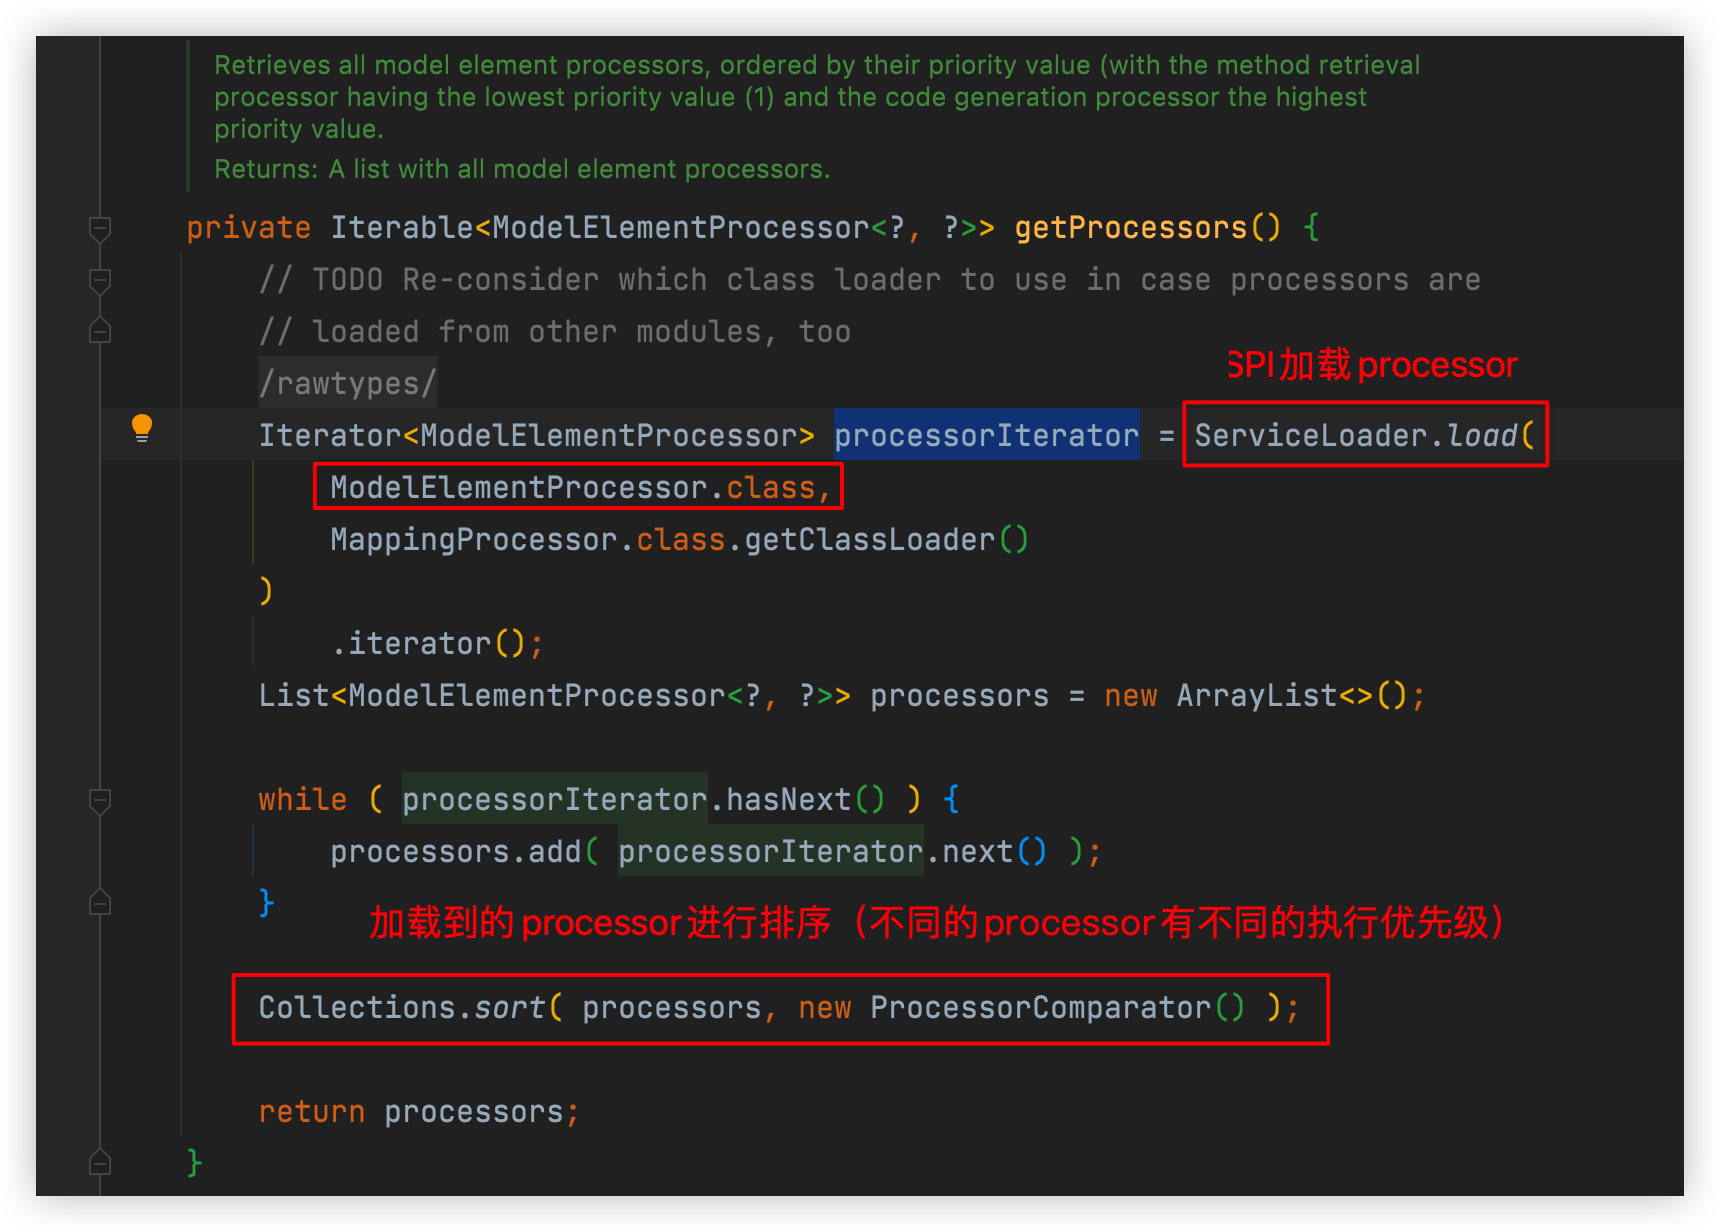 Retrieves all model element processors, ordered by their priority value (with the method retrieval
processor having the lowest priority value (1) and the code generation processor the highest
priority value.
Returns: A list with all model element processors.
private Iterable<ModelElementProcessor<?, ?>> getProcessors() {
// TODO Re-consider which class loader to use in case processors are
// loaded from other modules, too
/rawtypes/
SPI加载processor
Iterator<ModelElementProcessor> processorIterator = ServiceLoader.load(
ModelElementProcessor.class,
MappingProcessor.class.getClassLoader()
)
.iterator();
List<ModelElementProcessor<?, ?>> processors = new ArrayList<>();
while ( processorIterator.hasNext() ) {
processors.add( processorIterator.next() );
}
加载到的processor进行排序（不同的processor有不同的执行优先级）
Collections.sort( processors, new ProcessorComparator() );
return processors;
}